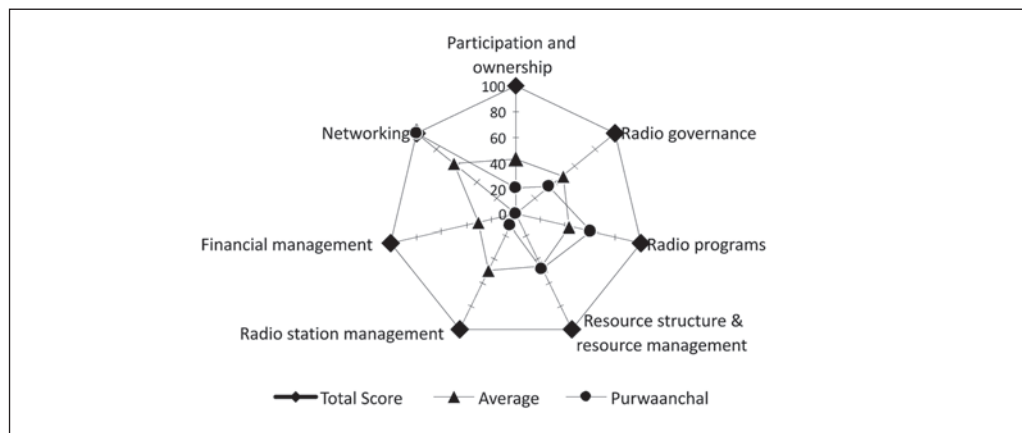 Participation and
ownership
100
80
60
40
20
0
Networking
Radio governance
Financial management
Radio programs
Radio station management
Resource structure &
resource management
Total Score
Average
Purwaanchal